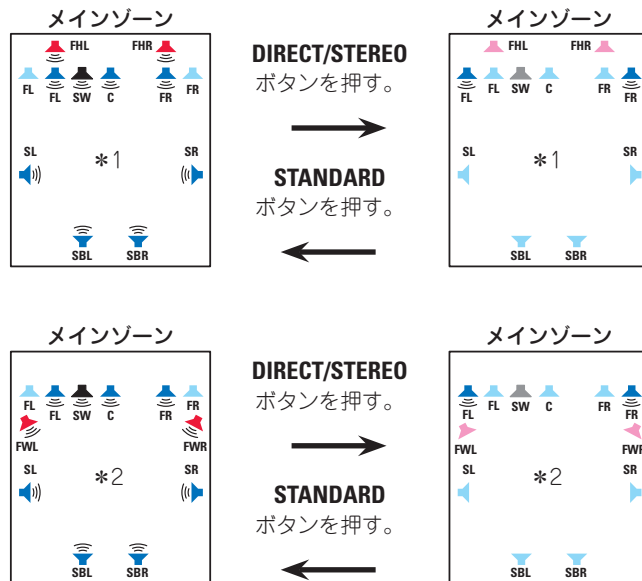 メインゾーン
FHL FHR
FL FL SW C FR FR
SL SR
*1
SBL SBR
DIRECT/STEREO
ボタンを押す。
STANDARD
ボタンを押す。
メインゾーン
FHL FHR
FL FL SW C FR FR
SL SR
*1
SBL SBR
メインゾーン
FL FL SW C FR FR
FWL FWR
SL SR
*2
SBL SBR
DIRECT/STEREO
ボタンを押す。
STANDARD
ボタンを押す。
メインゾーン
FL FL SW C FR FR
FWL FWR
SL SR
*2
SBL SBR